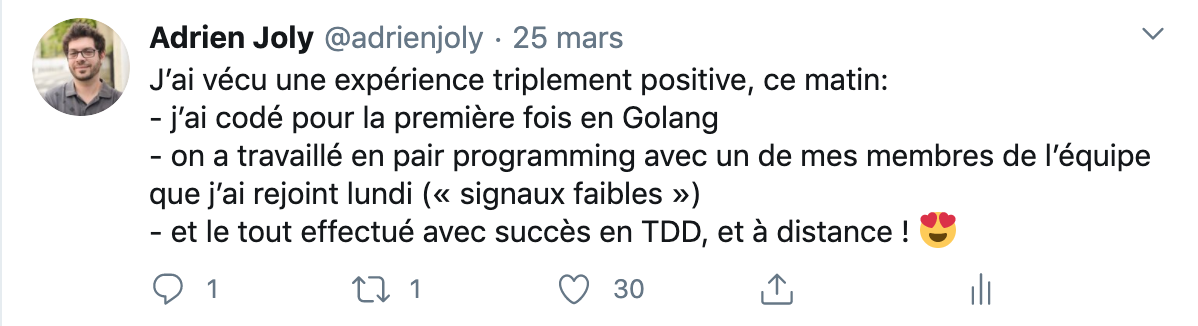 Adrien Joly @adrienjoly · 25 mars
J’ai vécu une expérience triplement positive, ce matin:
- j’ai codé pour la première fois en Golang
- on a travaillé en pair programming avec un de mes membres de l’équipe
que j’ai rejoint lundi (« signaux faibles »)
- et le tout effectué avec succès en TDD, et à distance ! 😍
1 1 30